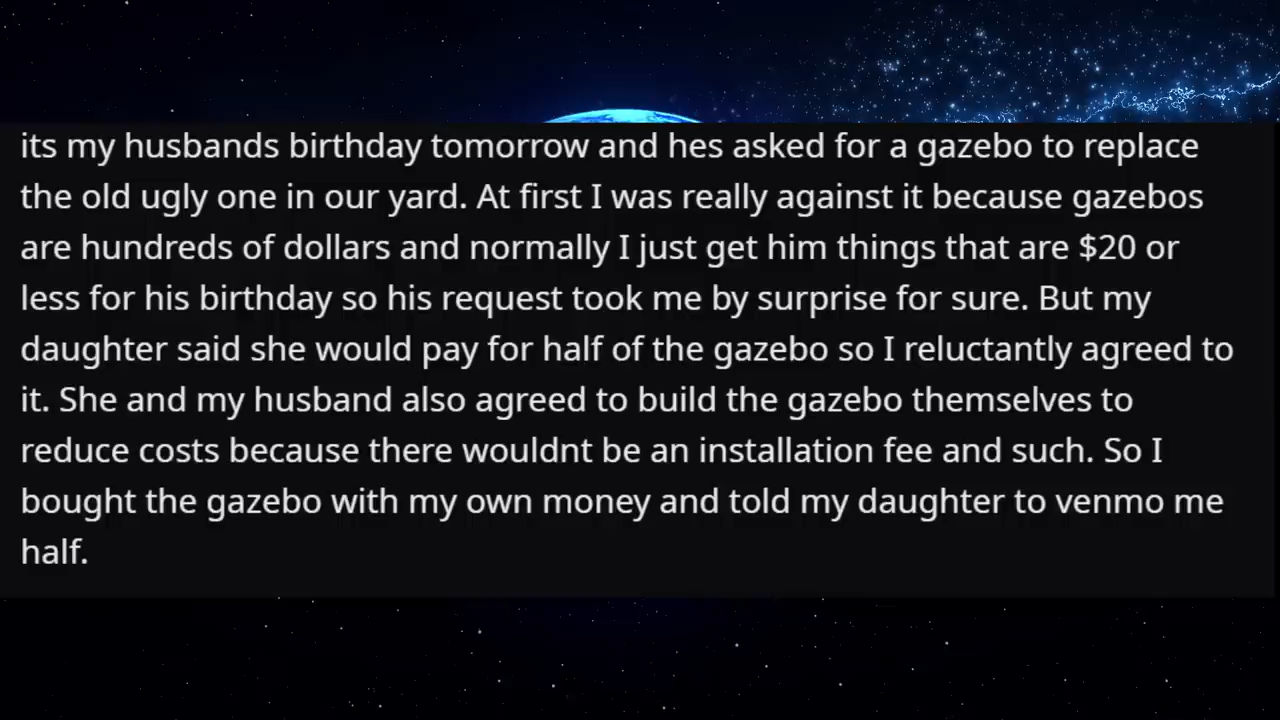 its my husbands birthday tomorrow and hes asked for a gazebo to replace
the old ugly one in our yard. At first I was really against it because gazebos
are hundreds of dollars and normally I just get him things that are $20 or
less for his birthday so his request took me by surprise for sure. But my
daughter said she would pay for half of the gazebo so I reluctantly agreed to
it. She and my husband also agreed to build the gazebo themselves to
reduce costs because there wouldnt be an installation fee and such. So I
bought the gazebo with my own money and told my daughter to venmo me
half.